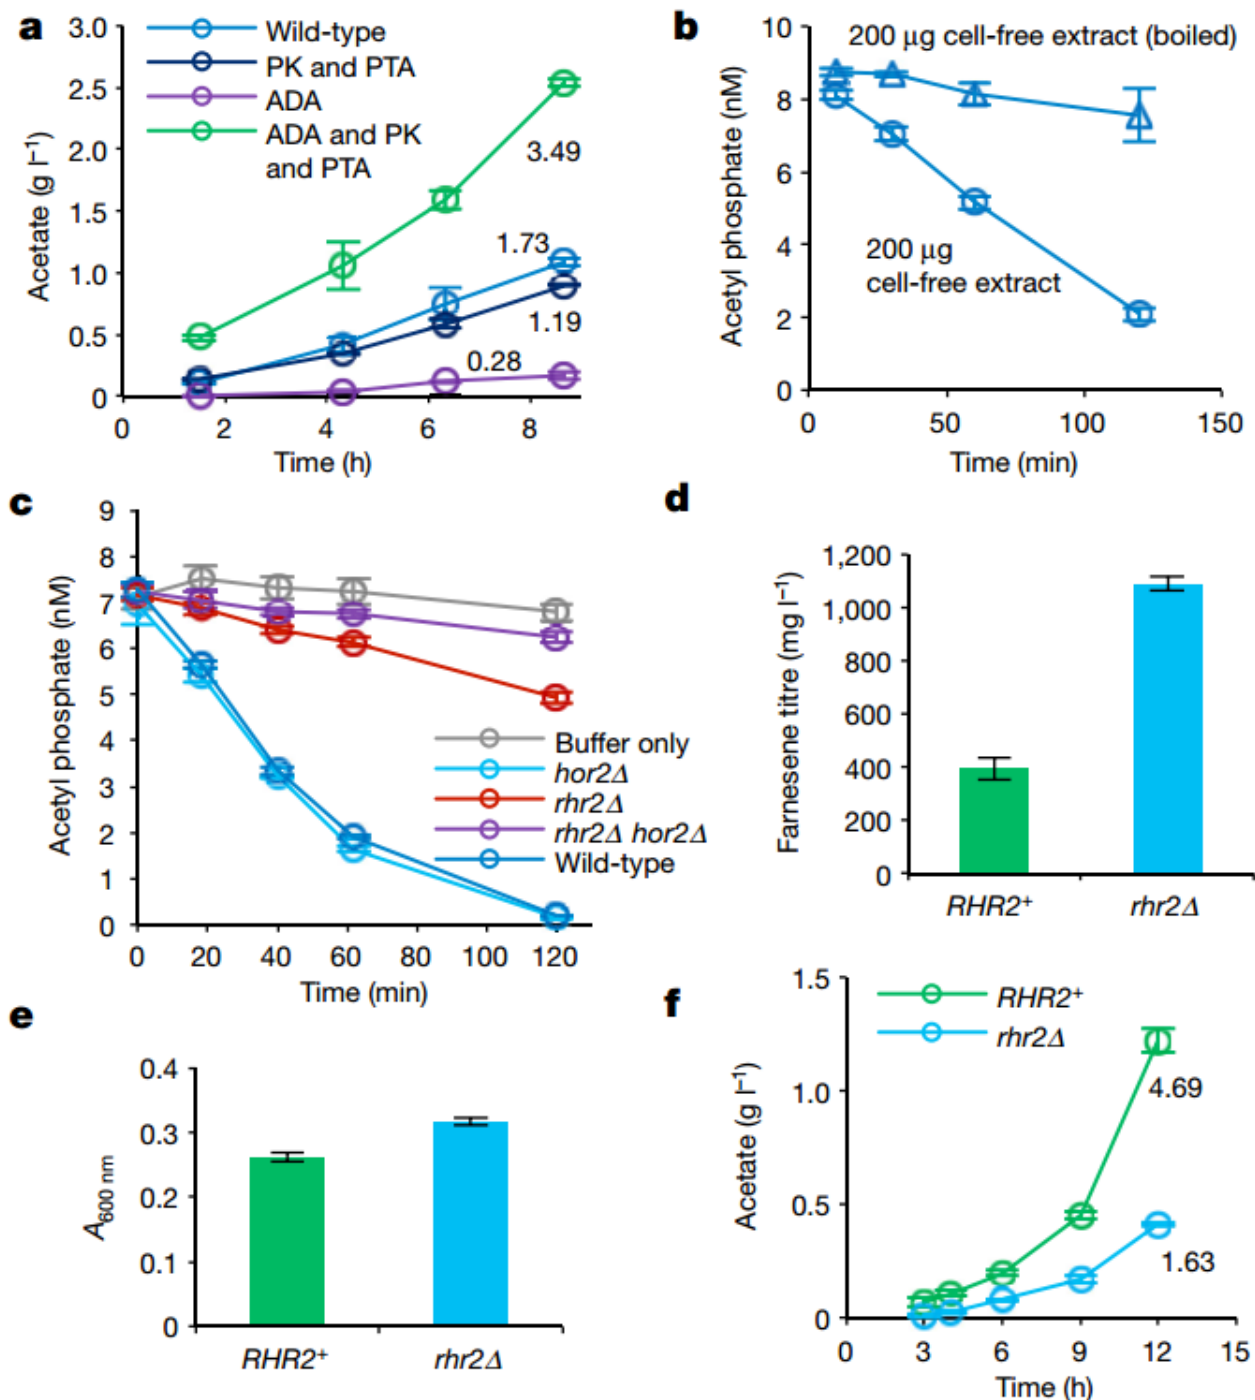 a
Acetate (g l⁻¹)
3.0
2.5
2.0
1.5
1.0
0.5
0
Wild-type
PK and PTA
ADA
ADA and PK
and PTA
3.49
1.73
1.19
0.28
0 2 4 6 8
Time (h)
b
Acetyl phosphate (nM)
10
8
6
4
2
0
200 µg cell-free extract (boiled)
200 µg
cell-free extract
0 50 100 150
Time (min)
c
Acetyl phosphate (nM)
9
8
7
6
5
4
3
2
1
0
Buffer only
hor2Δ
rhr2Δ
rhr2Δ hor2Δ
Wild-type
0 20 40 60 80 100 120
Time (min)
d
Farnesene titre (mg l⁻¹)
1,200
1,000
800
600
400
200
0
RHR2⁺ rhr2Δ
e
A600 nm
0.4
0.3
0.2
0.1
0
RHR2⁺ rhr2Δ
f
Acetate (g l⁻¹)
1.5
1.0
0.5
0
RHR2⁺
rhr2Δ
4.69
1.63
0 3 6 9 12 15
Time (h)